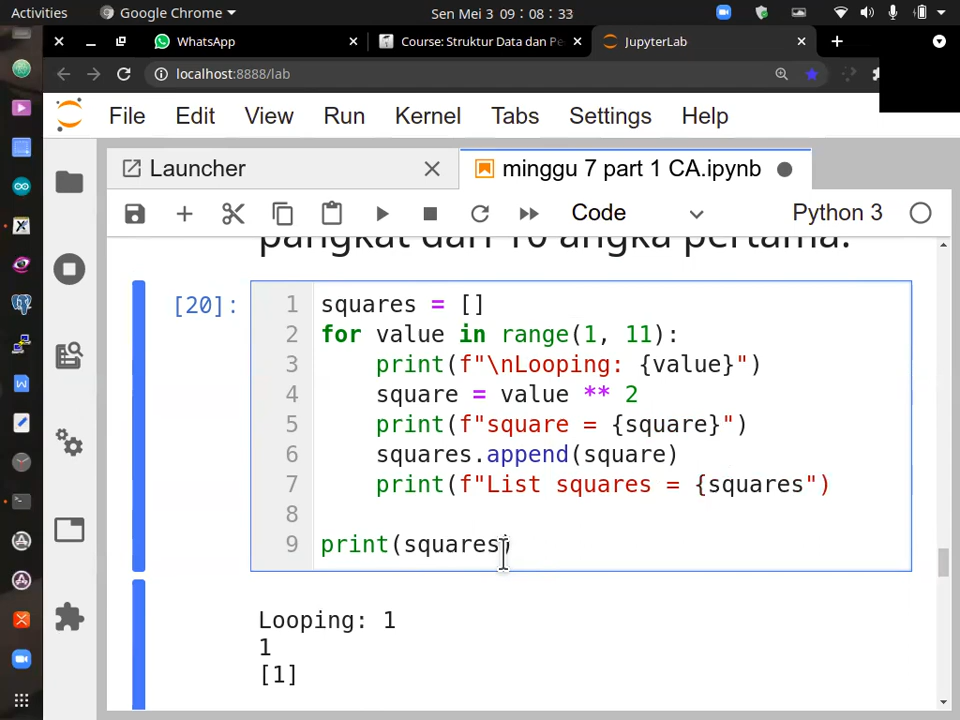 Activities Google Chrome Sen Mei 3 09:08:33
WhatsApp Course: Struktur Data dan Pe JupyterLab
localhost:8888/lab
File Edit View Run Kernel Tabs Settings Help
Launcher minggu 7 part 1 CA.ipynb
Code Python 3
pangkat dari 10 angka pertama:
[20]:
1 squares = []
2 for value in range(1, 11):
3     print(f"\nLooping: {value}")
4     square = value ** 2
5     print(f"square = {square}")
6     squares.append(square)
7     print(f"List squares = {squares")
8
9 print(squares)
Looping: 1
1
[1]